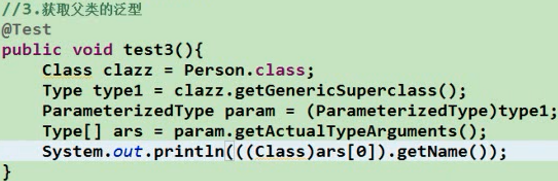 //3.获取父类的泛型
@Test
public void test3(){
    Class clazz = Person.class;
    Type type1 = clazz.getGenericSuperclass();
    ParameterizedType param = (ParameterizedType)type1;
    Type[] ars = param.getActualTypeArguments();
    System.out.println(((Class)ars[0]).getName());
}